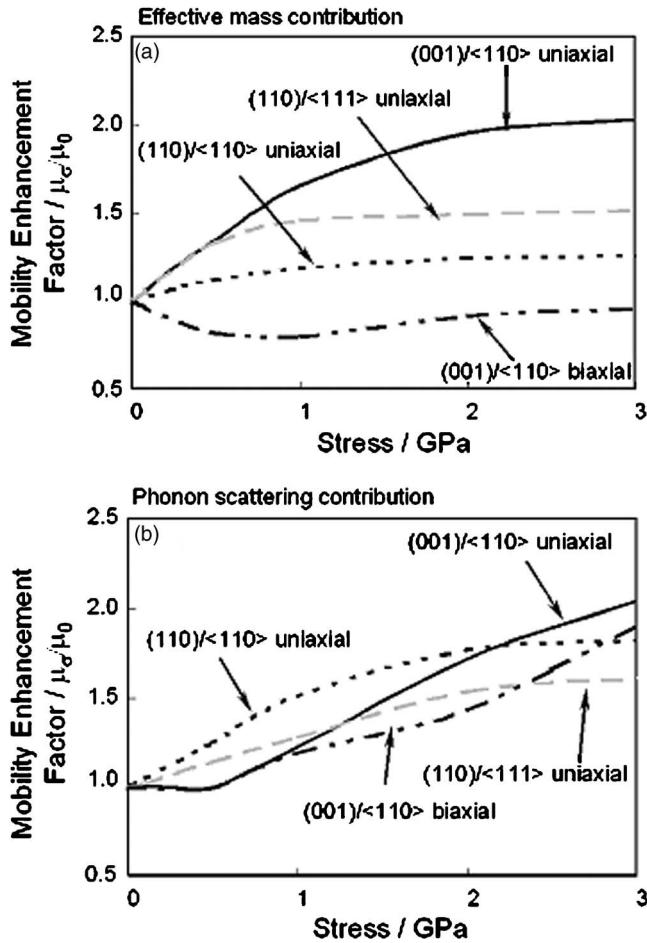 Effective mass contribution
(a)
2.5
2.0
1.5
1.0
0.5
Mobility Enhancement
Factor / μσ/μ0
(001)/<110> uniaxial
(110)/<111> uniaxial
(110)/<110> uniaxial
(001)/<110> biaxial
0 1 2 3
Stress / GPa
Phonon scattering contribution
(b)
2.5
2.0
1.5
1.0
0.5
Mobility Enhancement
Factor / μσ/μ0
(001)/<110> uniaxial
(110)/<110> uniaxial
(110)/<111> uniaxial
(001)/<110> biaxial
0 1 2 3
Stress / GPa